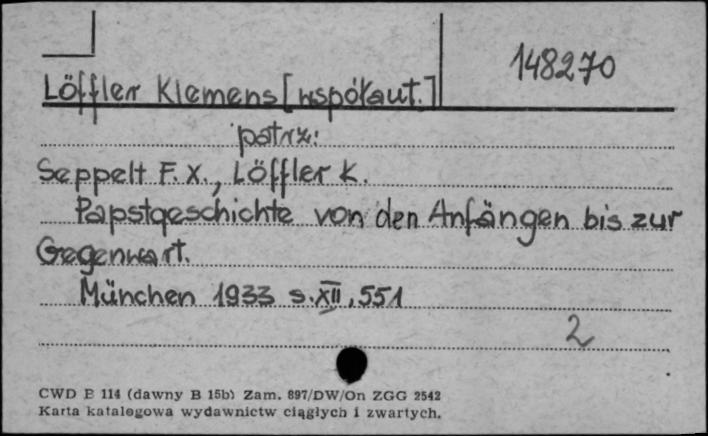 148270
Löffler Klemens [współaut.]
patrz:
Seppelt F.X., Löffler K.
Papstgeschichte von den Anfängen bis zur
Gegenwart.
München 1933 s. XII, 551
2
CWD B 114 (dawny B 15b) Zam. 897/DW/On ZGG 2542
Karta katalogowa wydawnictw ciągłych i zwartych.